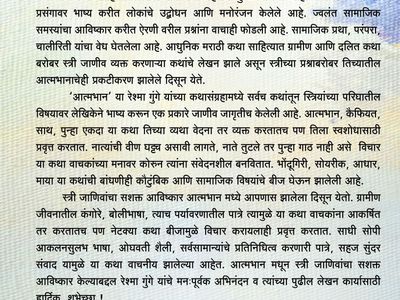 प्रसंगावर भाष्य करीत लोकांचे उद्बोधन आणि मनोरंजन केलेले आहे. ज्वलंत सामाजिक
समस्यांचा आविष्कार करीत ऐरणी वरील प्रश्नांना वाचाही फोडली आहे. सामाजिक प्रथा, परंपरा,
चालीरिती यांचा वेध घेतलेला आहे. आधुनिक मराठी कथा साहित्यात ग्रामीण आणि दलित कथा
बरोबर स्त्री जाणीव व्यक्त करणाऱ्या कथांचे लेखन झाले असून स्त्रीच्या प्रश्नाबरोबर तिच्यातील
आत्मभानाचेही प्रकटीकरण झालेले दिसून येते.
'आत्मभान' या रेश्मा गुंगे यांच्या कथासंग्रहामध्ये सर्वच कथांतून स्त्रियांच्या परिघातील
विषयावर लेखिकेने भाष्य करून एक प्रकारे जाणीव जागृतीच केलेली आहे. आत्मभान, कैफियत,
साथ, पुन्हा एकदा या कथा तिच्या व्यथा वेदना तर व्यक्त करतातच पण तिला स्वशोधासाठी
प्रवृत्त करतात. नात्यांची वीण घट्टच असावी लागते, नाते तुटले तर पुन्हा गाठ नाही असे विचार
या कथा वाचकांच्या मनावर कोरुन त्यांना संवेदनशील बनवितात. भोंदूगिरी, सोयरीक, आधार,
माया या कथांची बांधणीही कौटुंबिक आणि सामाजिक विषयांचे बीज घेऊन झालेली आहे.
स्त्री जाणिवांचा सशक्त आविष्कार आत्मभान मध्ये आपणास झालेला दिसून येतो. ग्रामीण
जीवनातील कंगोरे, बोलीभाषा, त्याच पर्यावरणातील पात्रे त्यामुळे या कथा वाचकांना आकर्षित
तर करतातच पण नेटक्या कथा बीजामुळे विचार करायलाही प्रवृत्त करतात. साधी सोपी
आकलनसुलभ भाषा, ओघवती शैली, सर्वसामान्यांचे प्रतिनिधित्व करणारी पात्रे, सहज सुंदर
संवाद यामुळे या कथा वाचनीय झालेल्या आहेत. आत्मभान मधून स्त्री जाणिवांचा सशक्त
आविष्कार केल्याबद्दल रेश्मा गुंगे यांचे मनःपूर्वक अभिनंदन व त्यांच्या पुढील लेखन कार्यासाठी
हार्दिक शुभेच्छा !